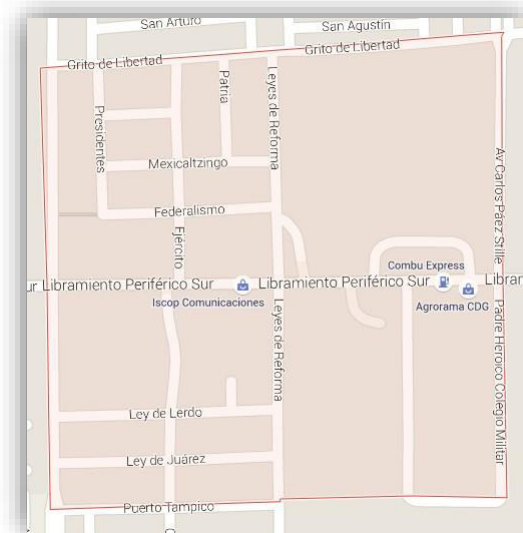 San Arturo
San Agustín
Grito de Libertad
Grito de Libertad
Presidentes
Patria
Leyes de Reforma
Mexicaltzingo
Federalismo
Ejército
Av Carlos Páez Stille
Combu Express
ur Libramiento Periférico Sur
Libramiento Periférico Sur
Libram
Iscop Comunicaciones
Agrorama CDG
Leyes de Reforma
Padre Heroico Colegio Militar
Ley de Lerdo
Ley de Juárez
Puerto Tampico